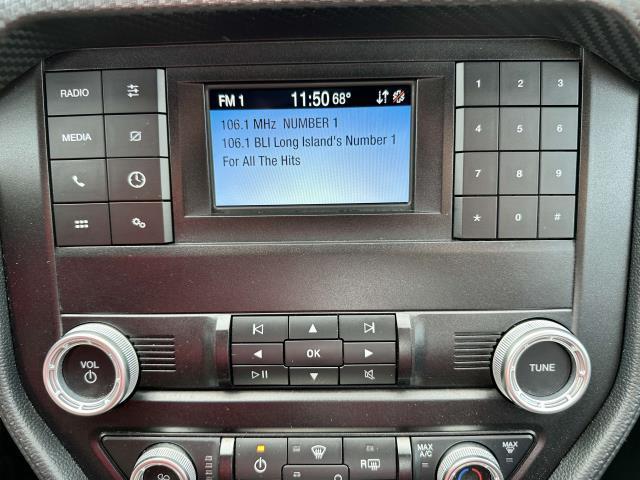 RADIO
MEDIA
FM 1 11:50 68°
106.1 MHz NUMBER 1
106.1 BLI Long Island's Number 1
For All The Hits
1 2 3
4 5 6
7 8 9
* 0 #
VOL
OK
TUNE
R
MAX
A/C
MAX